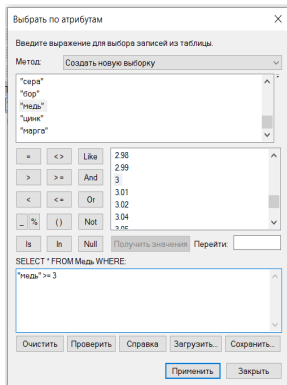 Выбрать по атрибутам
Введите выражение для выбора записей из таблицы.
Метод: Создать новую выборку
"сера"
"бор"
"медь"
"цинк"
"марга"
= <> Like
> >= And
< <= Or
_ % () Not
Is In Null
2.98
2.99
3
3.01
3.02
3.04
3.05
Получить значения Перейти:
SELECT * FROM Медь WHERE:
"медь" >= 3
Очистить Проверить Справка Загрузить... Сохранить...
Применить Закрыть